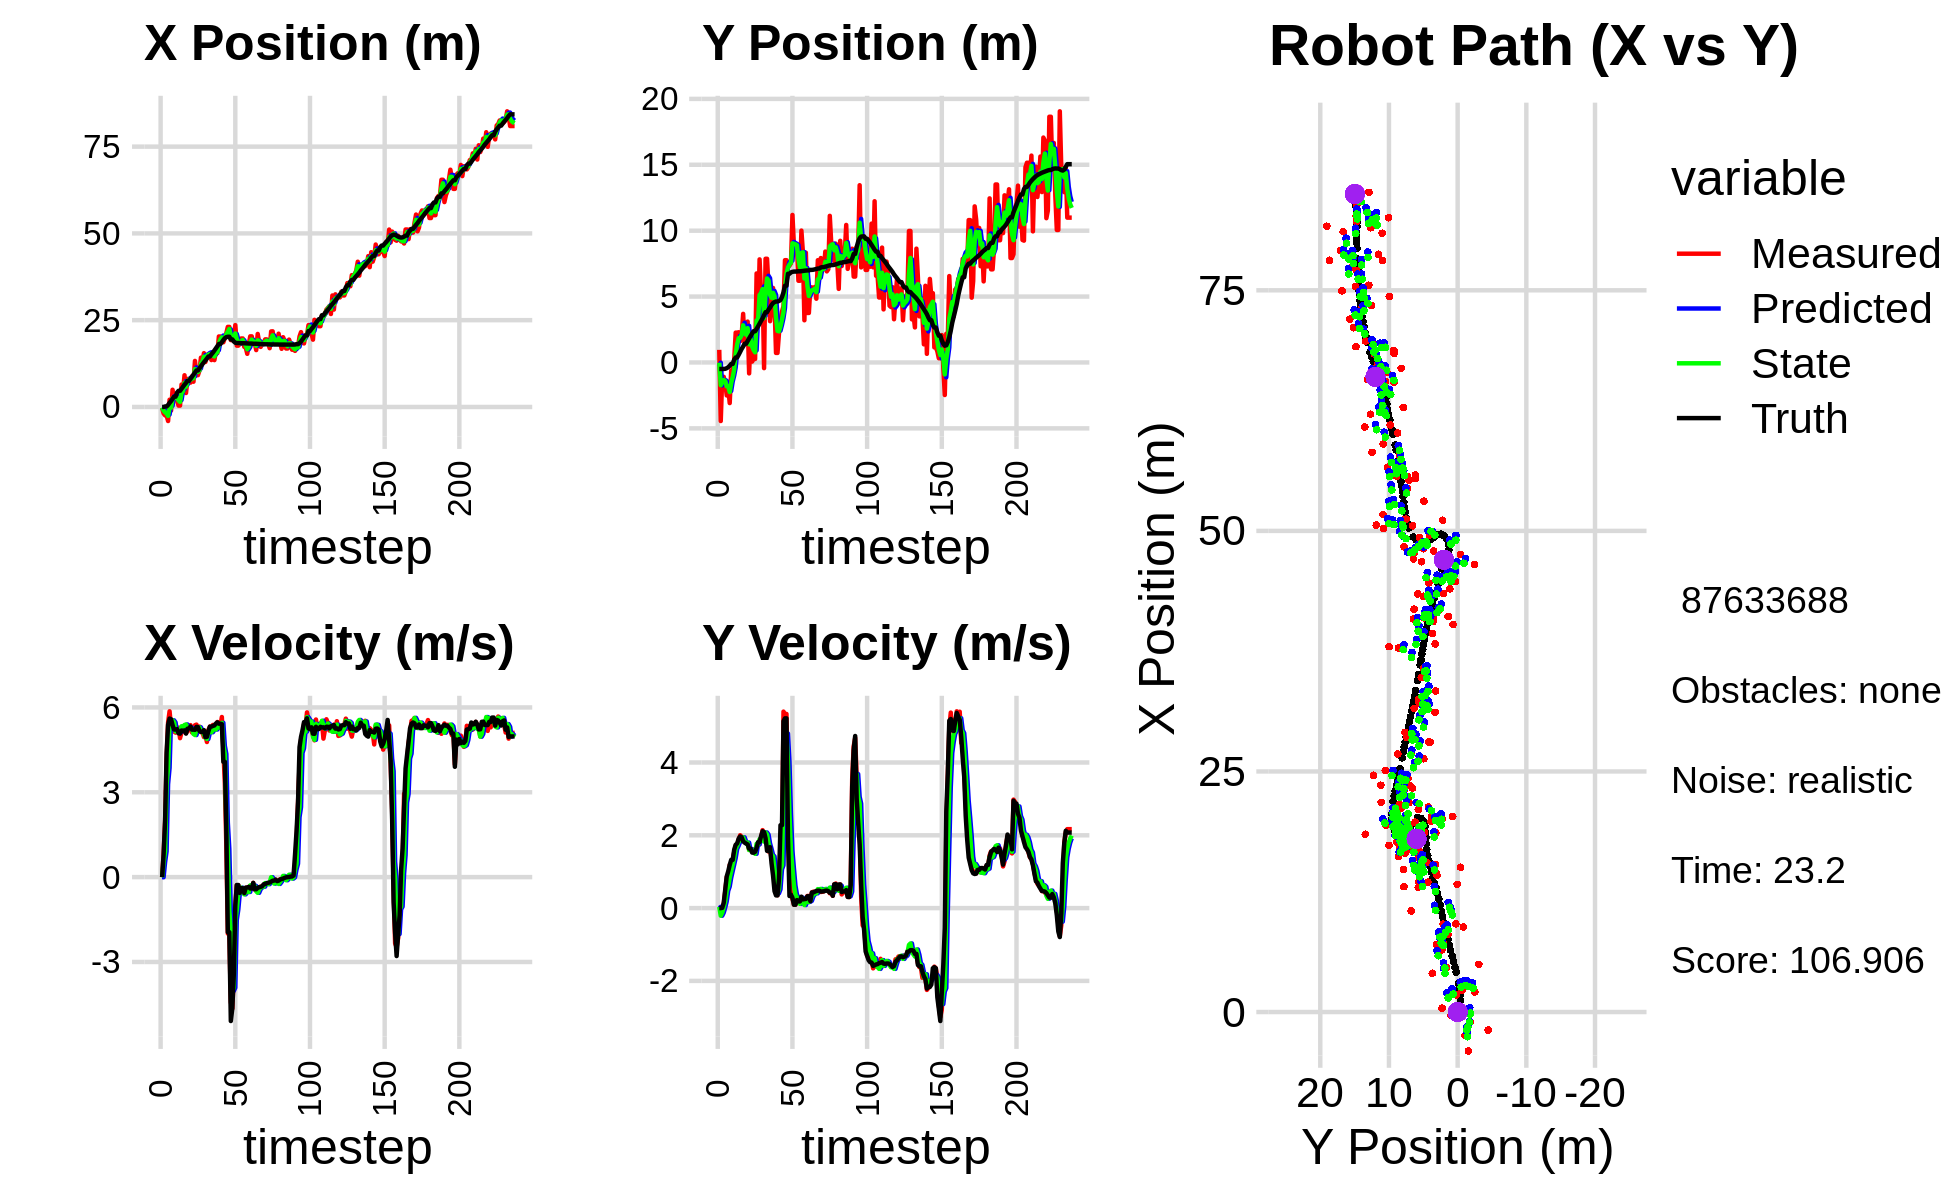 X Position (m)
75
50
25
0
0 50 100 150 200
timestep
Y Position (m)
20
15
10
5
0
-5
0 50 100 150 200
timestep
X Velocity (m/s)
6
3
0
-3
0 50 100 150 200
timestep
Y Velocity (m/s)
4
2
0
-2
0 50 100 150 200
timestep
Robot Path (X vs Y)
X Position (m)
75
50
25
0
20 10 0 -10 -20
Y Position (m)
variable
Measured
Predicted
State
Truth
87633688
Obstacles: none
Noise: realistic
Time: 23.2
Score: 106.906